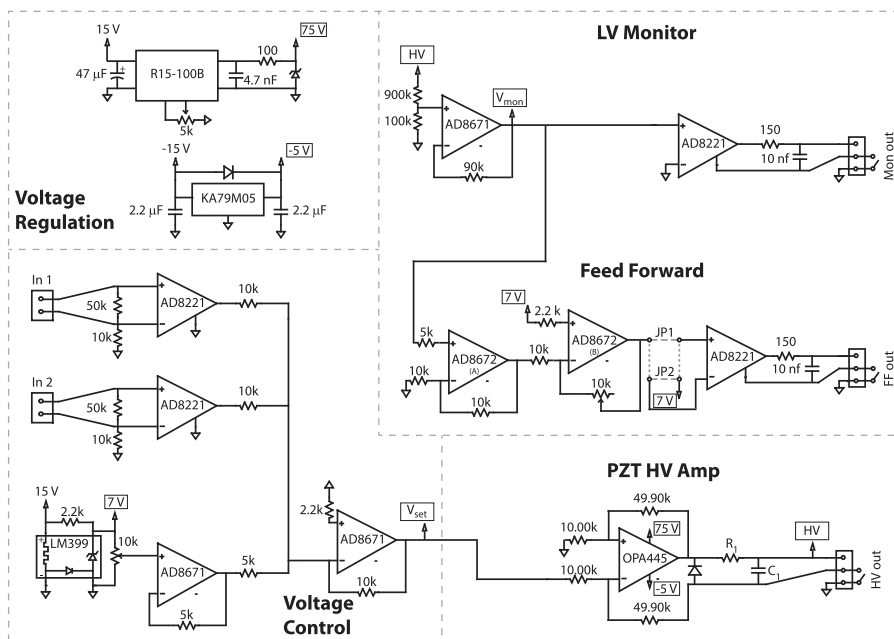 15 V
75 V
100
47 μF
+
R15-100B
4.7 nF
5k
-15 V
-5 V
KA79M05
2.2 μF
2.2 μF
Voltage
Regulation
LV Monitor
HV
900k
100k
+
AD8671
-
-
90k
Vmon
+
AD8221
-
150
10 nf
Mon out
Feed Forward
7 V
2.2 k
5k
+
AD8672
(A)
-
-
10k
10k
10k
+
AD8672
(B)
-
-
10k
JP1
JP2
7 V
+
AD8221
-
150
10 nf
FF out
In 1
50k
10k
+
AD8221
-
10k
In 2
50k
10k
+
AD8221
-
10k
15 V
2.2k
7 V
10k
+
LM399
-
+
AD8671
-
-
5k
5k
2.2k
+
AD8671
-
-
10k
Vset
Voltage
Control
PZT HV Amp
49.90k
10.00k
10.00k
+
75 V
OPA445
-
-5 V
49.90k
R1
C1
HV
HV out